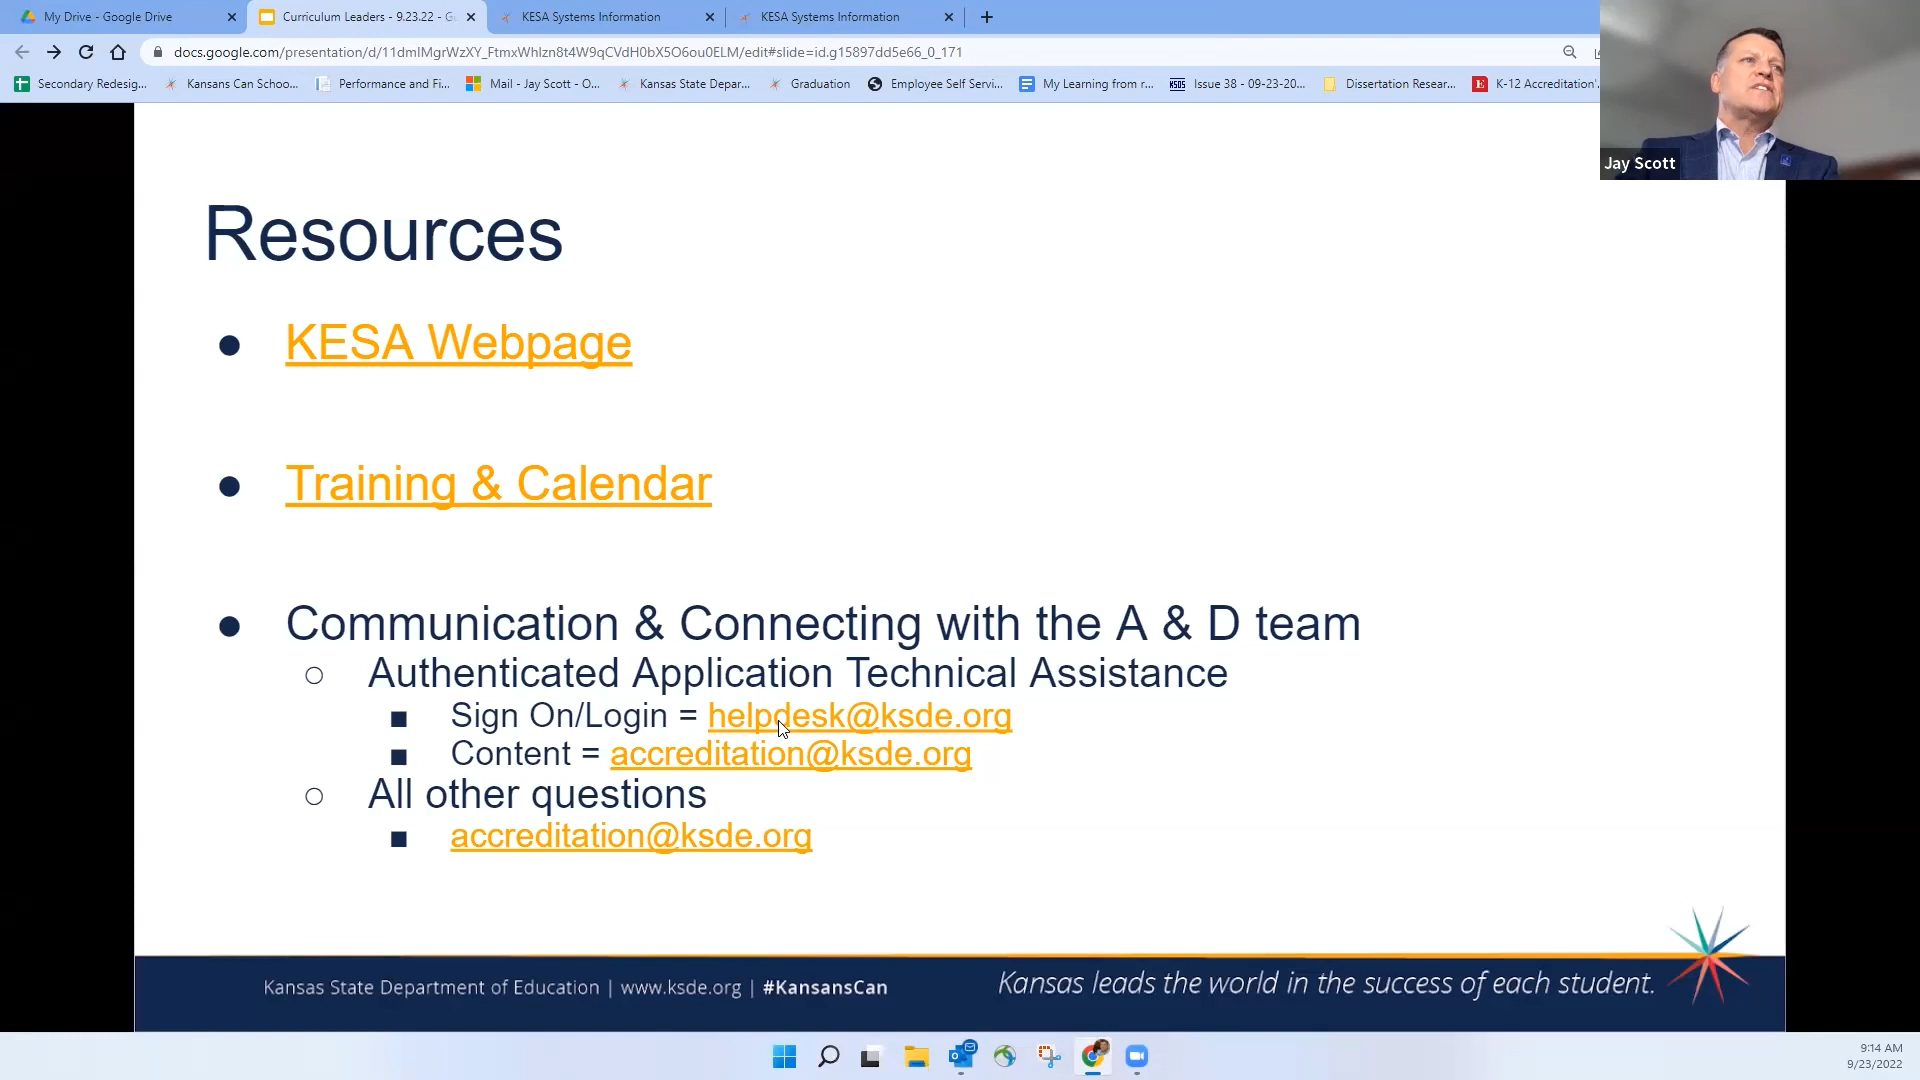 My Drive - Google Drive
Curriculum Leaders - 9.23.22 - G
KESA Systems Information
KESA Systems Information
docs.google.com/presentation/d/11dmIMgrWzXY_FtmxWhlzn8t4W9qCVdH0bX5O6ou0ELM/edit#slide=id.g15897dd5e66_0_171
Secondary Redesig...
Kansans Can Schoo...
Performance and Fi...
Mail - Jay Scott - O...
Kansas State Depar...
Graduation
Employee Self Servi...
My Learning from r...
KSDE Issue 38 - 09-23-20...
Dissertation Resear...
K-12 Accreditation'
Jay Scott
Resources
● KESA Webpage
● Training & Calendar
● Communication & Connecting with the A & D team
○ Authenticated Application Technical Assistance
■ Sign On/Login = helpdesk@ksde.org
■ Content = accreditation@ksde.org
○ All other questions
■ accreditation@ksde.org
Kansas State Department of Education | www.ksde.org | #KansansCan
Kansas leads the world in the success of each student.
9:14 AM
9/23/2022